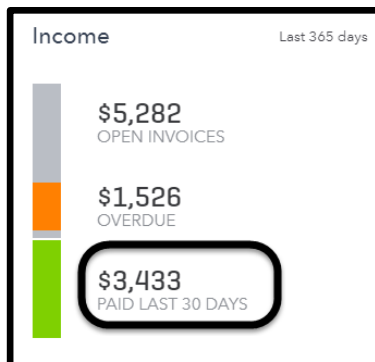 Income Last 365 days
$5,282
OPEN INVOICES
$1,526
OVERDUE
$3,433
PAID LAST 30 DAYS